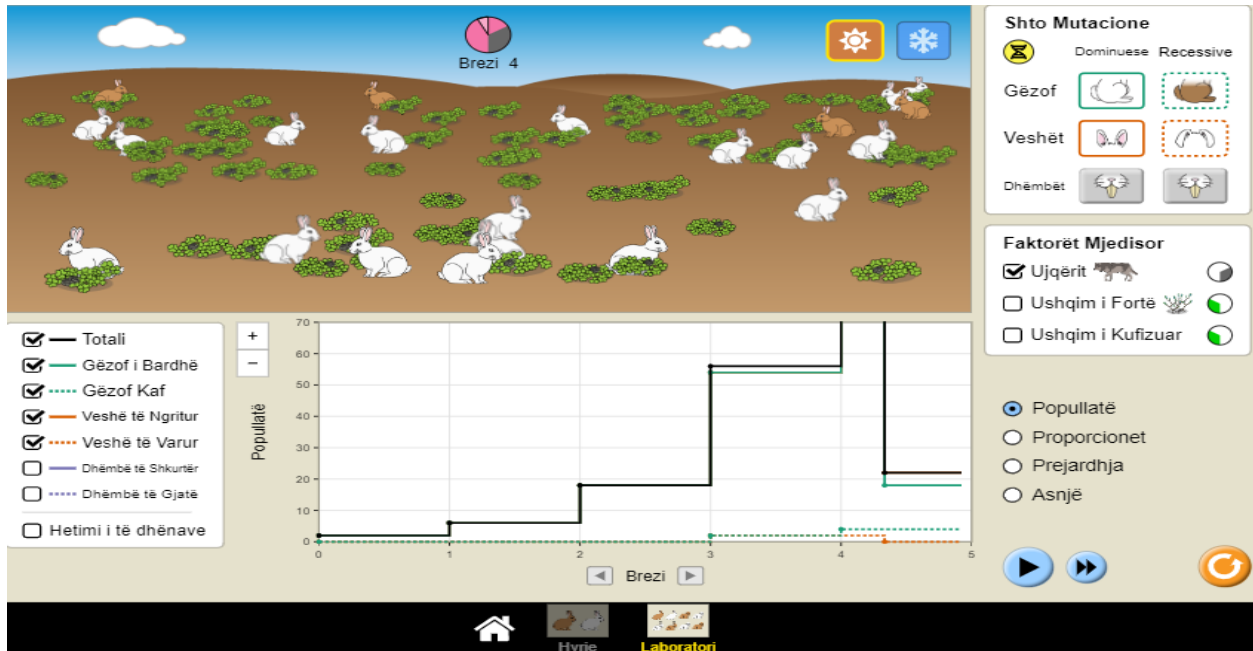 Brezi 4
Shto Mutacione
Dominuese Recessive
Gëzof
Veshët
Dhëmbët
Faktorët Mjedisor
Ujqërit
Ushqim i Fortë
Ushqim i Kufizuar
Totali
Gëzof i Bardhë
Gëzof Kaf
Veshë të Ngritur
Veshë të Varur
Dhëmbë të Shkurtër
Dhëmbë të Gjatë
Hetimi i të dhënave
+
−
Popullatë
70
60
50
40
30
20
10
0
0 1 2 3 4 5
Brezi
Popullatë
Proporcionet
Prejardhja
Asnjë
Hyrje
Laboratori